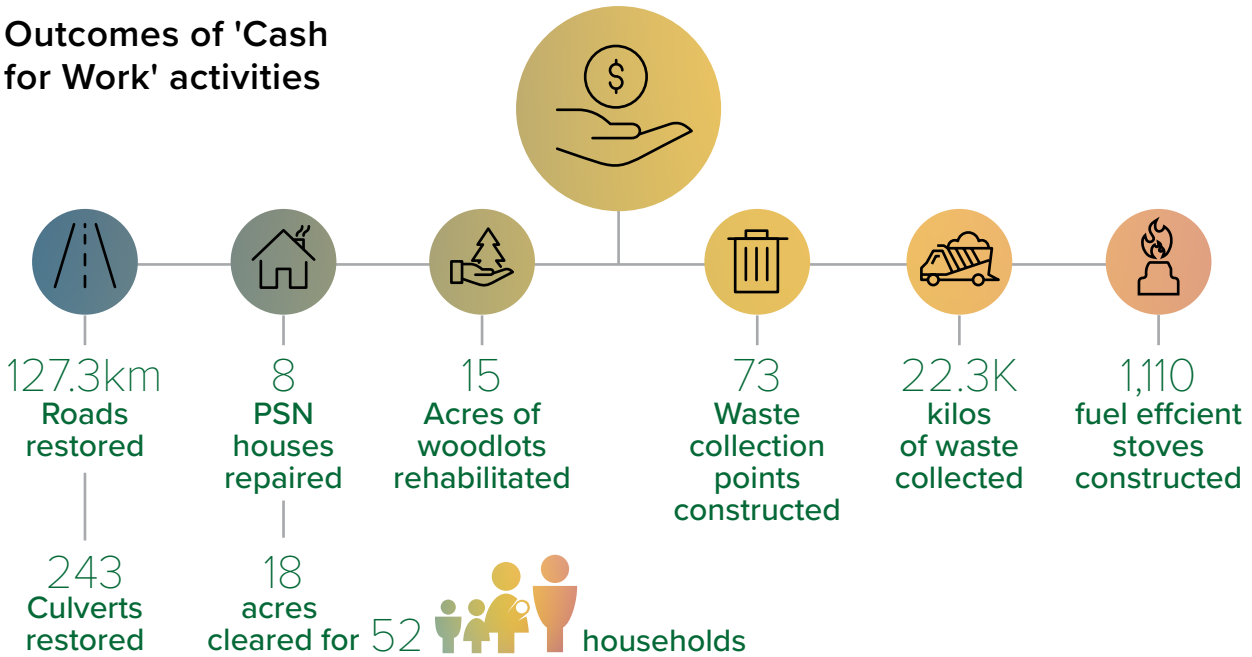 Outcomes of 'Cash
for Work' activities
$
127.3km
Roads
restored
243
Culverts
restored
8
PSN
houses
repaired
18
acres
cleared for 52 households
15
Acres of
woodlots
rehabilitated
73
Waste
collection
points
constructed
22.3K
kilos
of waste
collected
1,110
fuel effcient
stoves
constructed